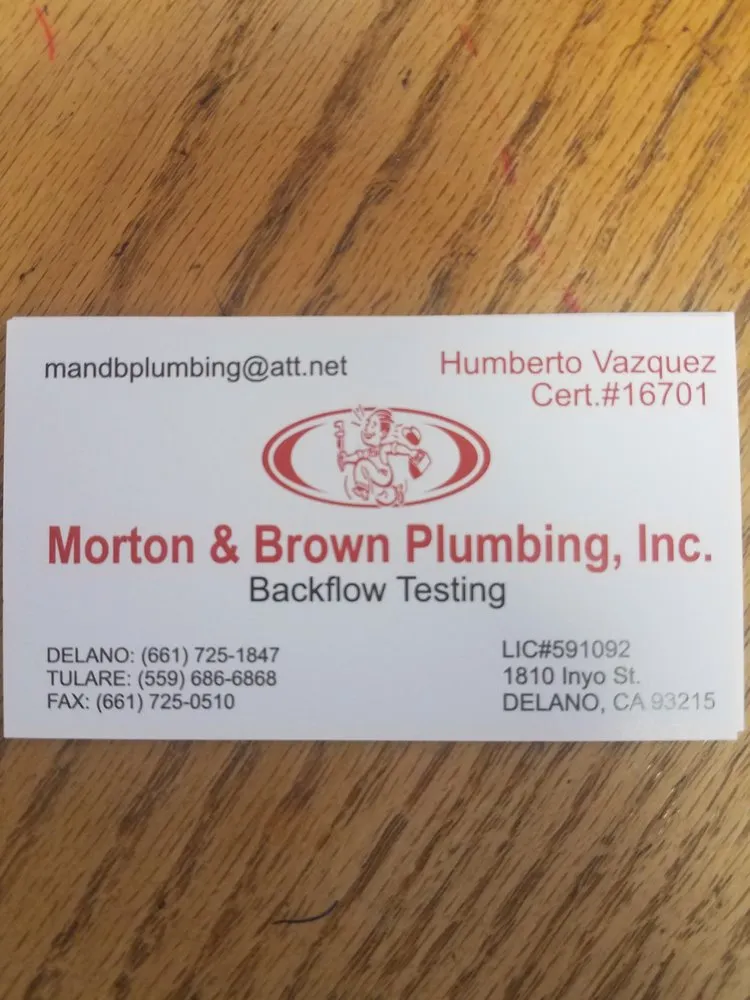 mandbplumbing@att.net
Humberto Vazquez
Cert.#16701
Morton & Brown Plumbing, Inc.
Backflow Testing
DELANO: (661) 725-1847
TULARE: (559) 686-6868
FAX: (661) 725-0510
LIC#591092
1810 Inyo St.
DELANO, CA 93215